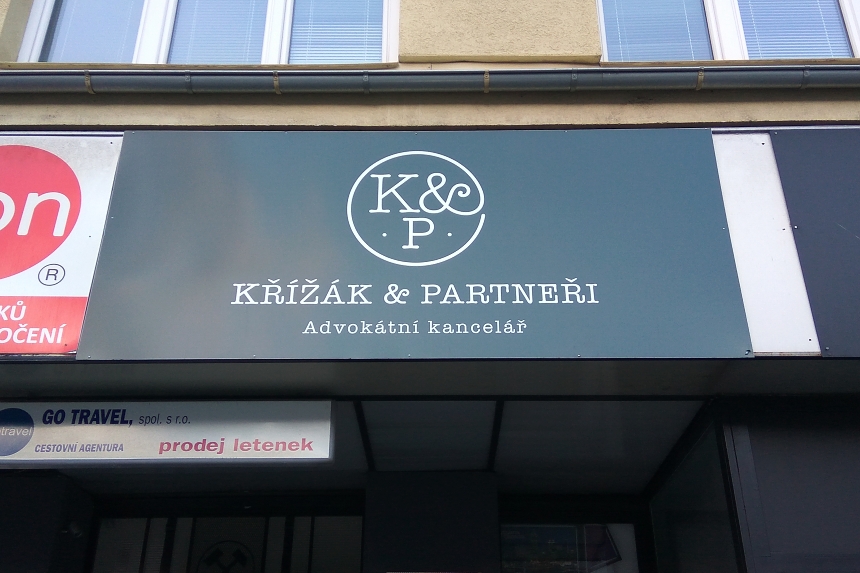 K&
· P ·
KŘÍŽÁK & PARTNEŘI
Advokátní kancelář
on
®
KŮ
OČENÍ
GO TRAVEL, spol. s r.o.
travel
CESTOVNÍ AGENTURA
prodej letenek